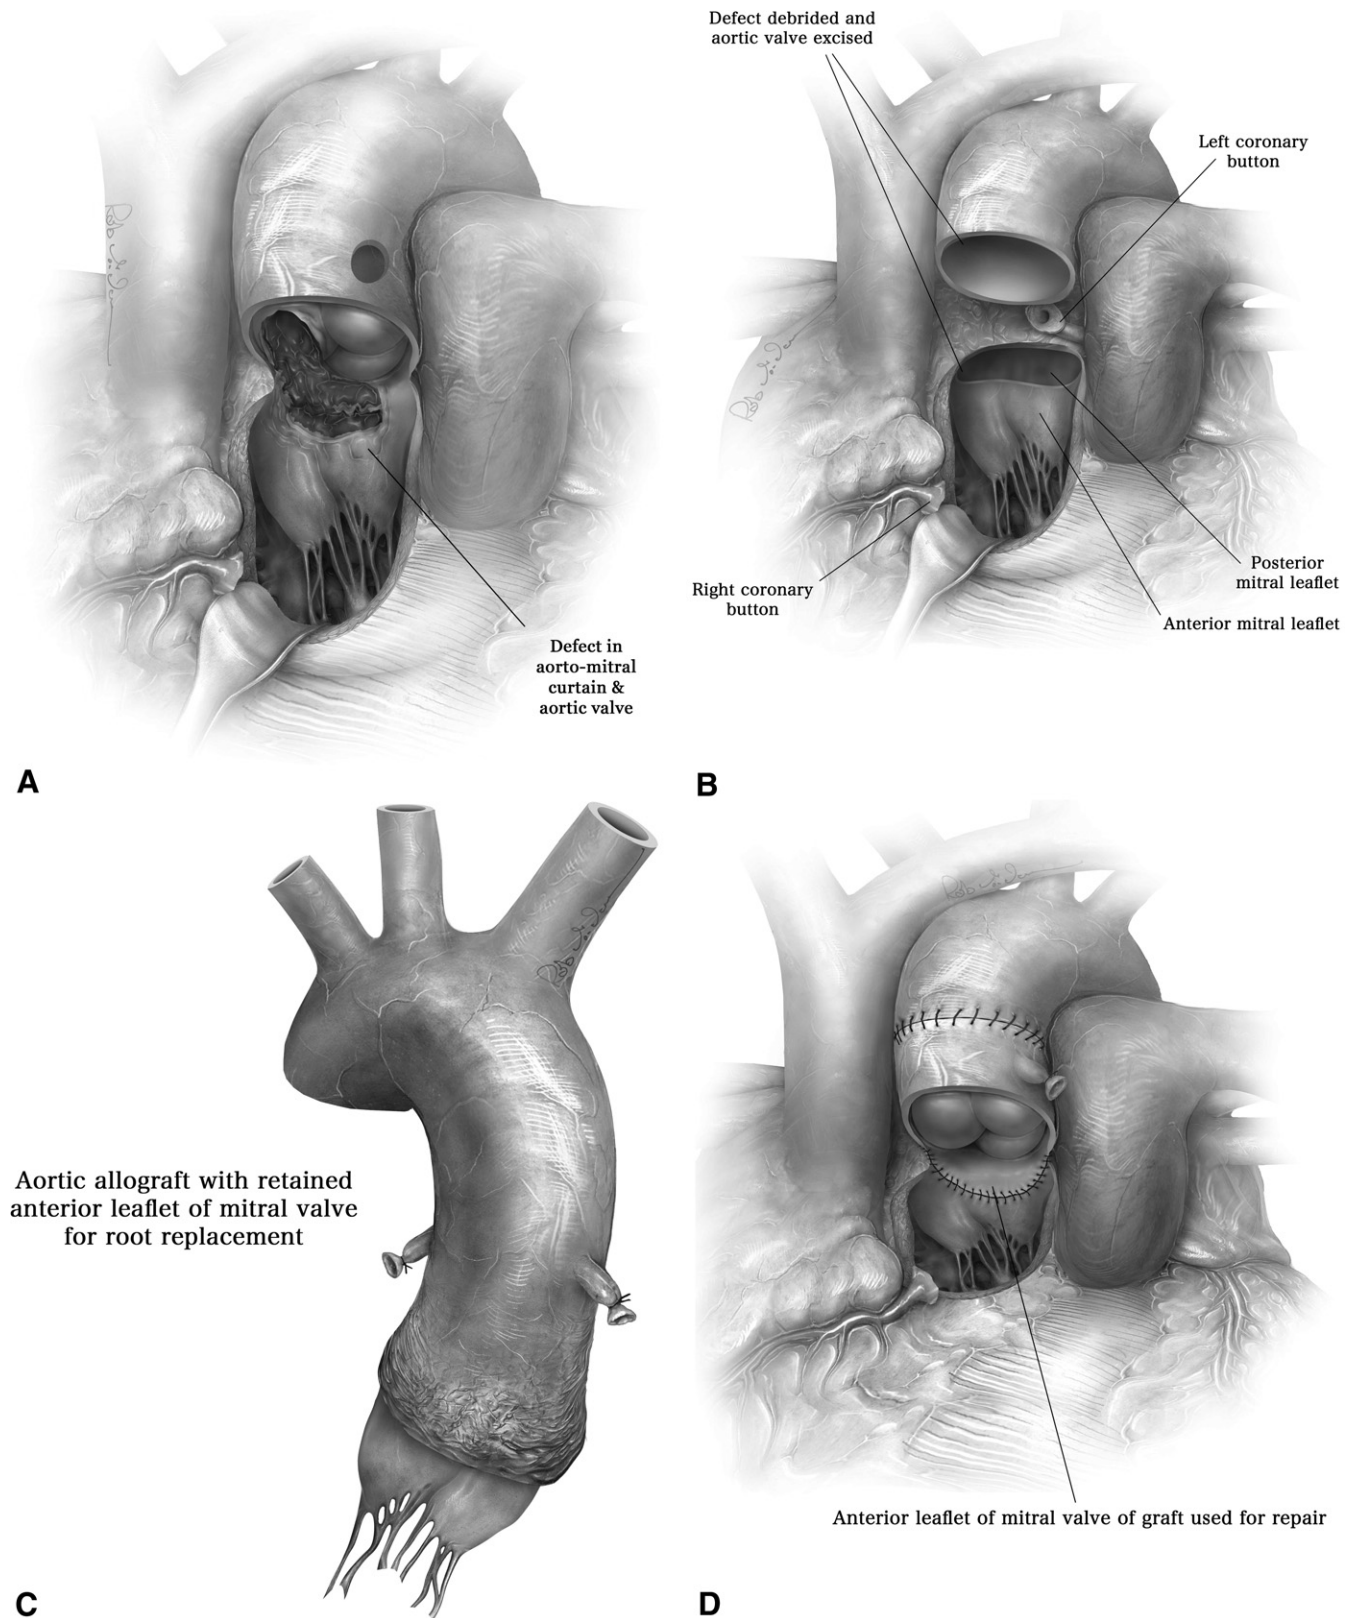 Defect in
aorto-mitral
curtain &
aortic valve
A
Defect debrided and
aortic valve excised
Left coronary
button
Right coronary
button
Posterior
mitral leaflet
Anterior mitral leaflet
B
Aortic allograft with retained
anterior leaflet of mitral valve
for root replacement
C
Anterior leaflet of mitral valve of graft used for repair
D